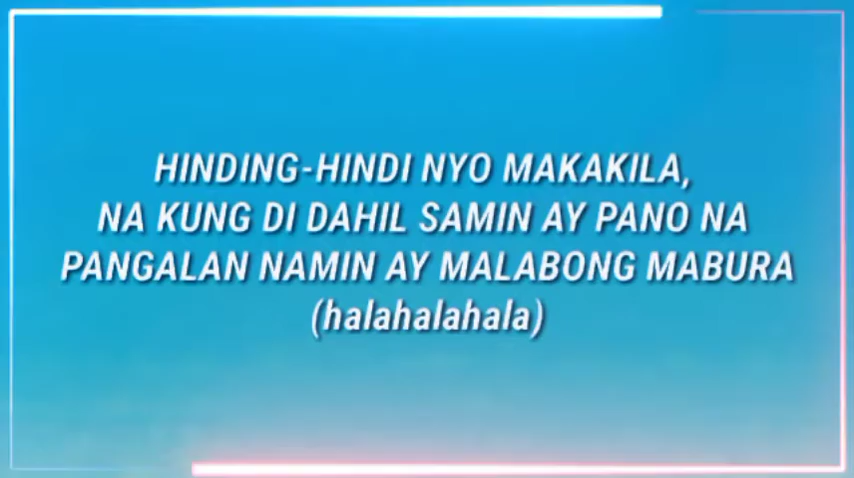 HINDING-HINDI NYO MAKAKILA,
NA KUNG DI DAHIL SAMIN AY PANO NA
PANGALAN NAMIN AY MALABONG MABURA
(halahalahala)